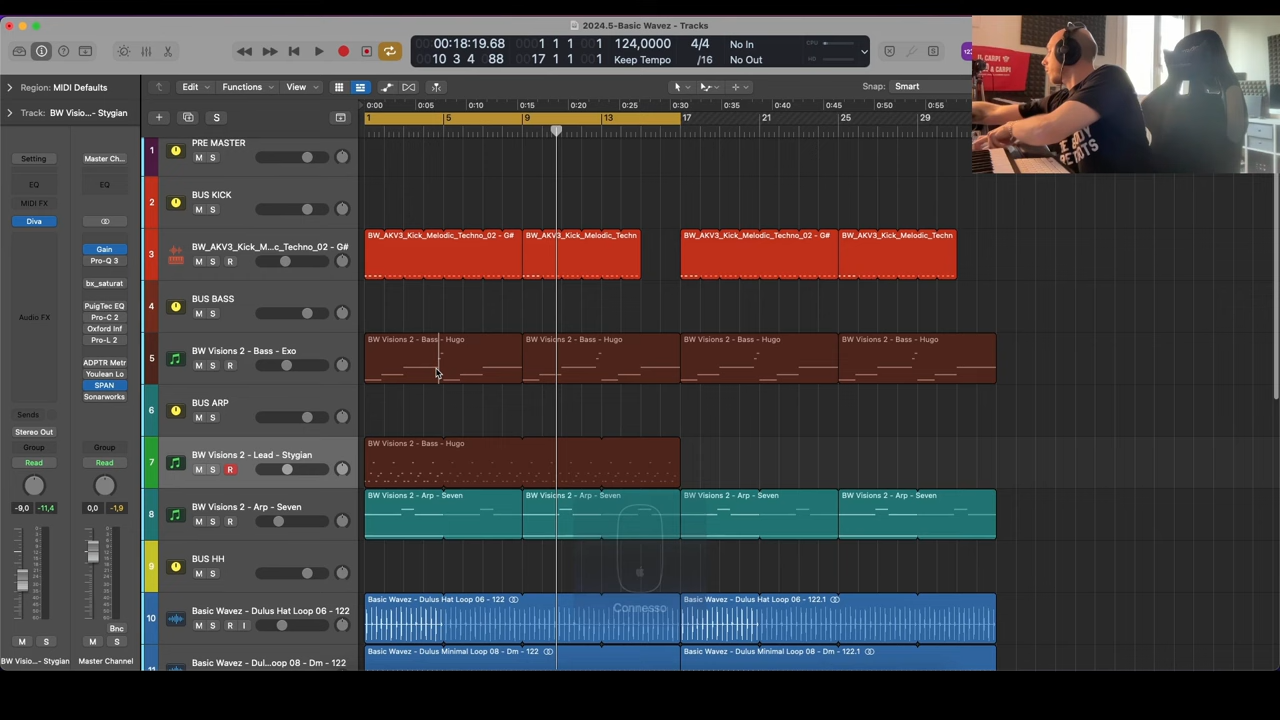 2024.5-Basic Wavez - Tracks
00:18:19.68
1 1 1 1
124,0000
4/4
No In
CPU
10 3 4 88
17 1 1 1
Keep Tempo
/16
No Out
HD
Region: MIDI Defaults
Edit
Functions
View
Snap: Smart
Track: BW Visio...- Stygian
S
0:00 0:05 0:10 0:15 0:20 0:25 0:30 0:35 0:40 0:45 0:50 0:55
1 5 9 13 17 21 25 29
Setting
Master Ch...
EQ
EQ
MIDI FX
Diva
Gain
Pro-Q 3
bx_saturat
Audio FX
PuigTec EQ
Pro-C 2
Oxford Inf
Pro-L 2
ADPTR Metr
Youlean Lo
SPAN
Sonarworks
Sends
Stereo Out
Group
Group
Read
Read
-9,0 -11,4
0,0 -1,9
Bnc
M S
M S
BW Visio...- Stygian
Master Channel
1
PRE MASTER
M S
2
BUS KICK
M S
3
BW_AKV3_Kick_M...c_Techno_02 - G#
M S R
BW_AKV3_Kick_Melodic_Techno_02 - G#
BW_AKV3_Kick_Melodic_Techn
BW_AKV3_Kick_Melodic_Techno_02 - G#
BW_AKV3_Kick_Melodic_Techn
4
BUS BASS
M S
5
BW Visions 2 - Bass - Exo
M S R
BW Visions 2 - Bass - Hugo
BW Visions 2 - Bass - Hugo
BW Visions 2 - Bass - Hugo
BW Visions 2 - Bass - Hugo
6
BUS ARP
M S
7
BW Visions 2 - Lead - Stygian
M S R
BW Visions 2 - Bass - Hugo
8
BW Visions 2 - Arp - Seven
M S R
BW Visions 2 - Arp - Seven
BW Visions 2 - Arp - Seven
BW Visions 2 - Arp - Seven
BW Visions 2 - Arp - Seven
Connesso
9
BUS HH
M S
10
Basic Wavez - Dulus Hat Loop 06 - 122
M S R I
Basic Wavez - Dulus Hat Loop 06 - 122
Basic Wavez - Dulus Hat Loop 06 - 122.1
Basic Wavez - Dul...oop 08 - Dm - 122
Basic Wavez - Dulus Minimal Loop 08 - Dm - 122
Basic Wavez - Dulus Minimal Loop 08 - Dm - 122.1